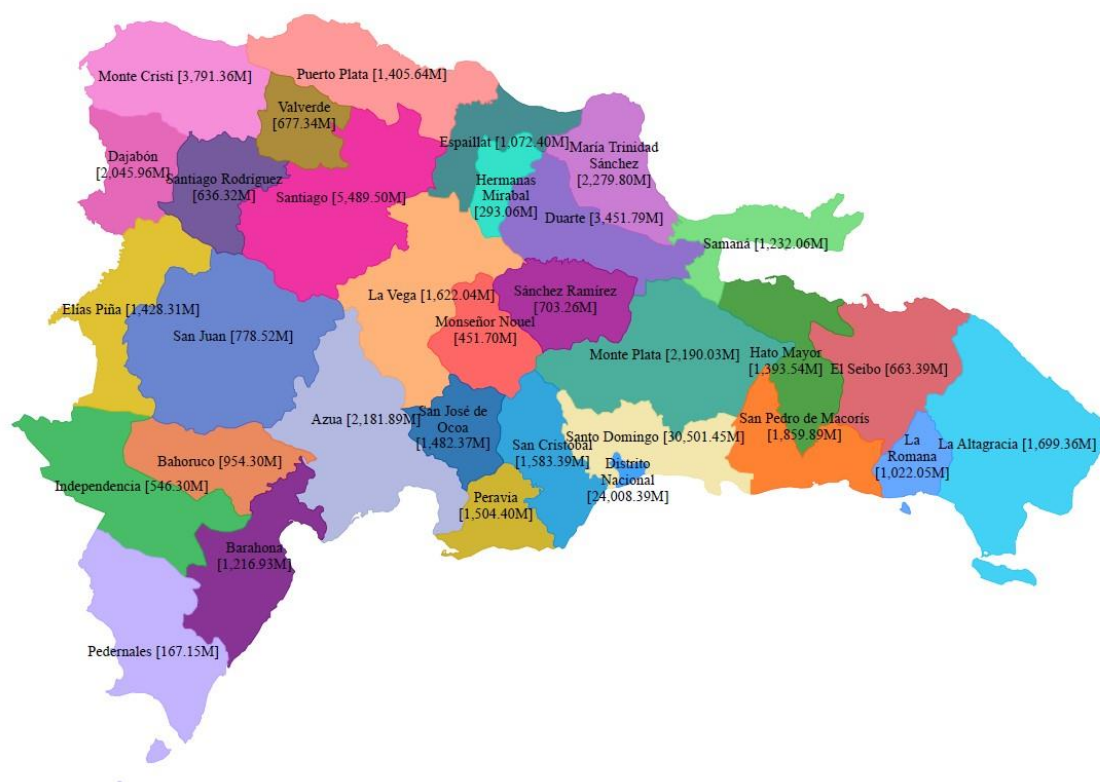 Monte Cristi [3,791.36M]
Puerto Plata [1,405.64M]
Valverde
[677.34M]
Espaillat [1,072.40M]
María Trinidad
Sánchez
[2,279.80M]
Dajabón
[2,045.96M]
Santiago Rodríguez
[636.32M]
Santiago [5,489.50M]
Hermanas
Mirabal
[293.06M]
Duarte [3,451.79M]
Samaná [1,232.06M]
Elías Piña [1,428.31M]
San Juan [778.52M]
La Vega [1,622.04M]
Sánchez Ramírez
[703.26M]
Monseñor Nouel
[451.70M]
Monte Plata [2,190.03M]
Hato Mayor
[1,393.54M]
El Seibo [663.39M]
Azua [2,181.89M]
San José de
Ocoa
[1,482.37M]
San Cristóbal
[1,583.39M]
Santo Domingo [30,501.45M]
San Pedro de Macorís
[1,859.89M]
La
Romana
[1,022.05M]
La Altagracia [1,699.36M]
Bahoruco [954.30M]
Distrito
Nacional
[24,008.39M]
Independencia [546.30M]
Peravia
[1,504.40M]
Barahona
[1,216.93M]
Pedernales [167.15M]